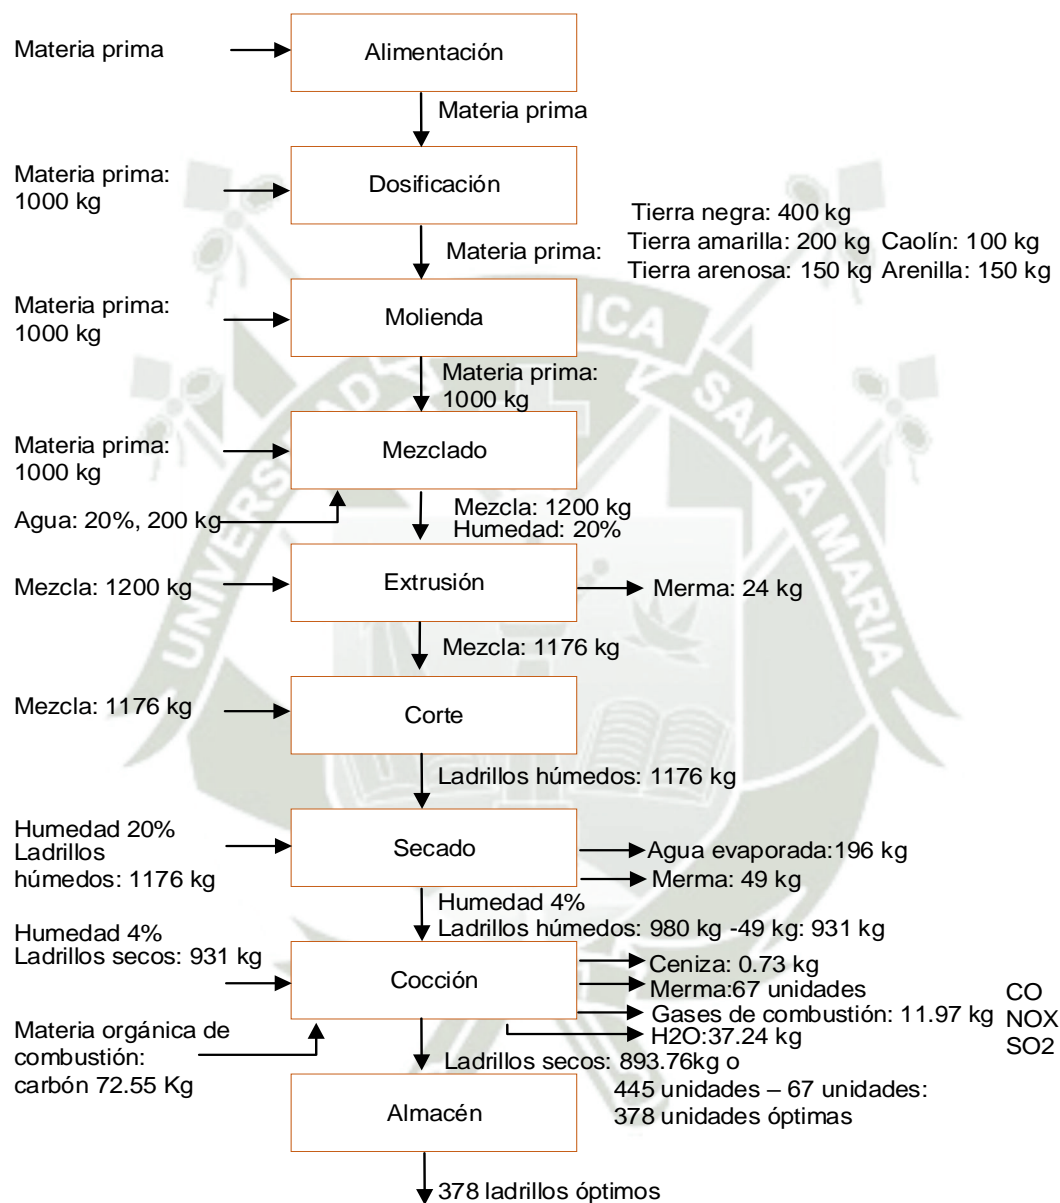 Materia prima
Alimentación
Materia prima
Materia prima:
1000 kg
Dosificación
Tierra negra: 400 kg
Materia prima:
Tierra amarilla: 200 kg Caolín: 100 kg
Tierra arenosa: 150 kg Arenilla: 150 kg
Materia prima:
1000 kg
Molienda
Materia prima:
1000 kg
Materia prima:
1000 kg
Mezclado
Agua: 20%, 200 kg
Mezcla: 1200 kg
Humedad: 20%
Mezcla: 1200 kg
Extrusión
Merma: 24 kg
Mezcla: 1176 kg
Mezcla: 1176 kg
Corte
Ladrillos húmedos: 1176 kg
Humedad 20%
Ladrillos
húmedos: 1176 kg
Secado
Agua evaporada:196 kg
Merma: 49 kg
Humedad 4%
Ladrillos húmedos: 980 kg -49 kg: 931 kg
Humedad 4%
Ladrillos secos: 931 kg
Cocción
Ceniza: 0.73 kg
Merma:67 unidades
Gases de combustión: 11.97 kg
CO
NOX
SO2
H2O:37.24 kg
Materia orgánica de
combustión:
carbón 72.55 Kg
Ladrillos secos: 893.76kg o
445 unidades – 67 unidades:
378 unidades óptimas
Almacén
378 ladrillos óptimos
UNIVERSIDAD
CATÓLICA
SANTA MARIA